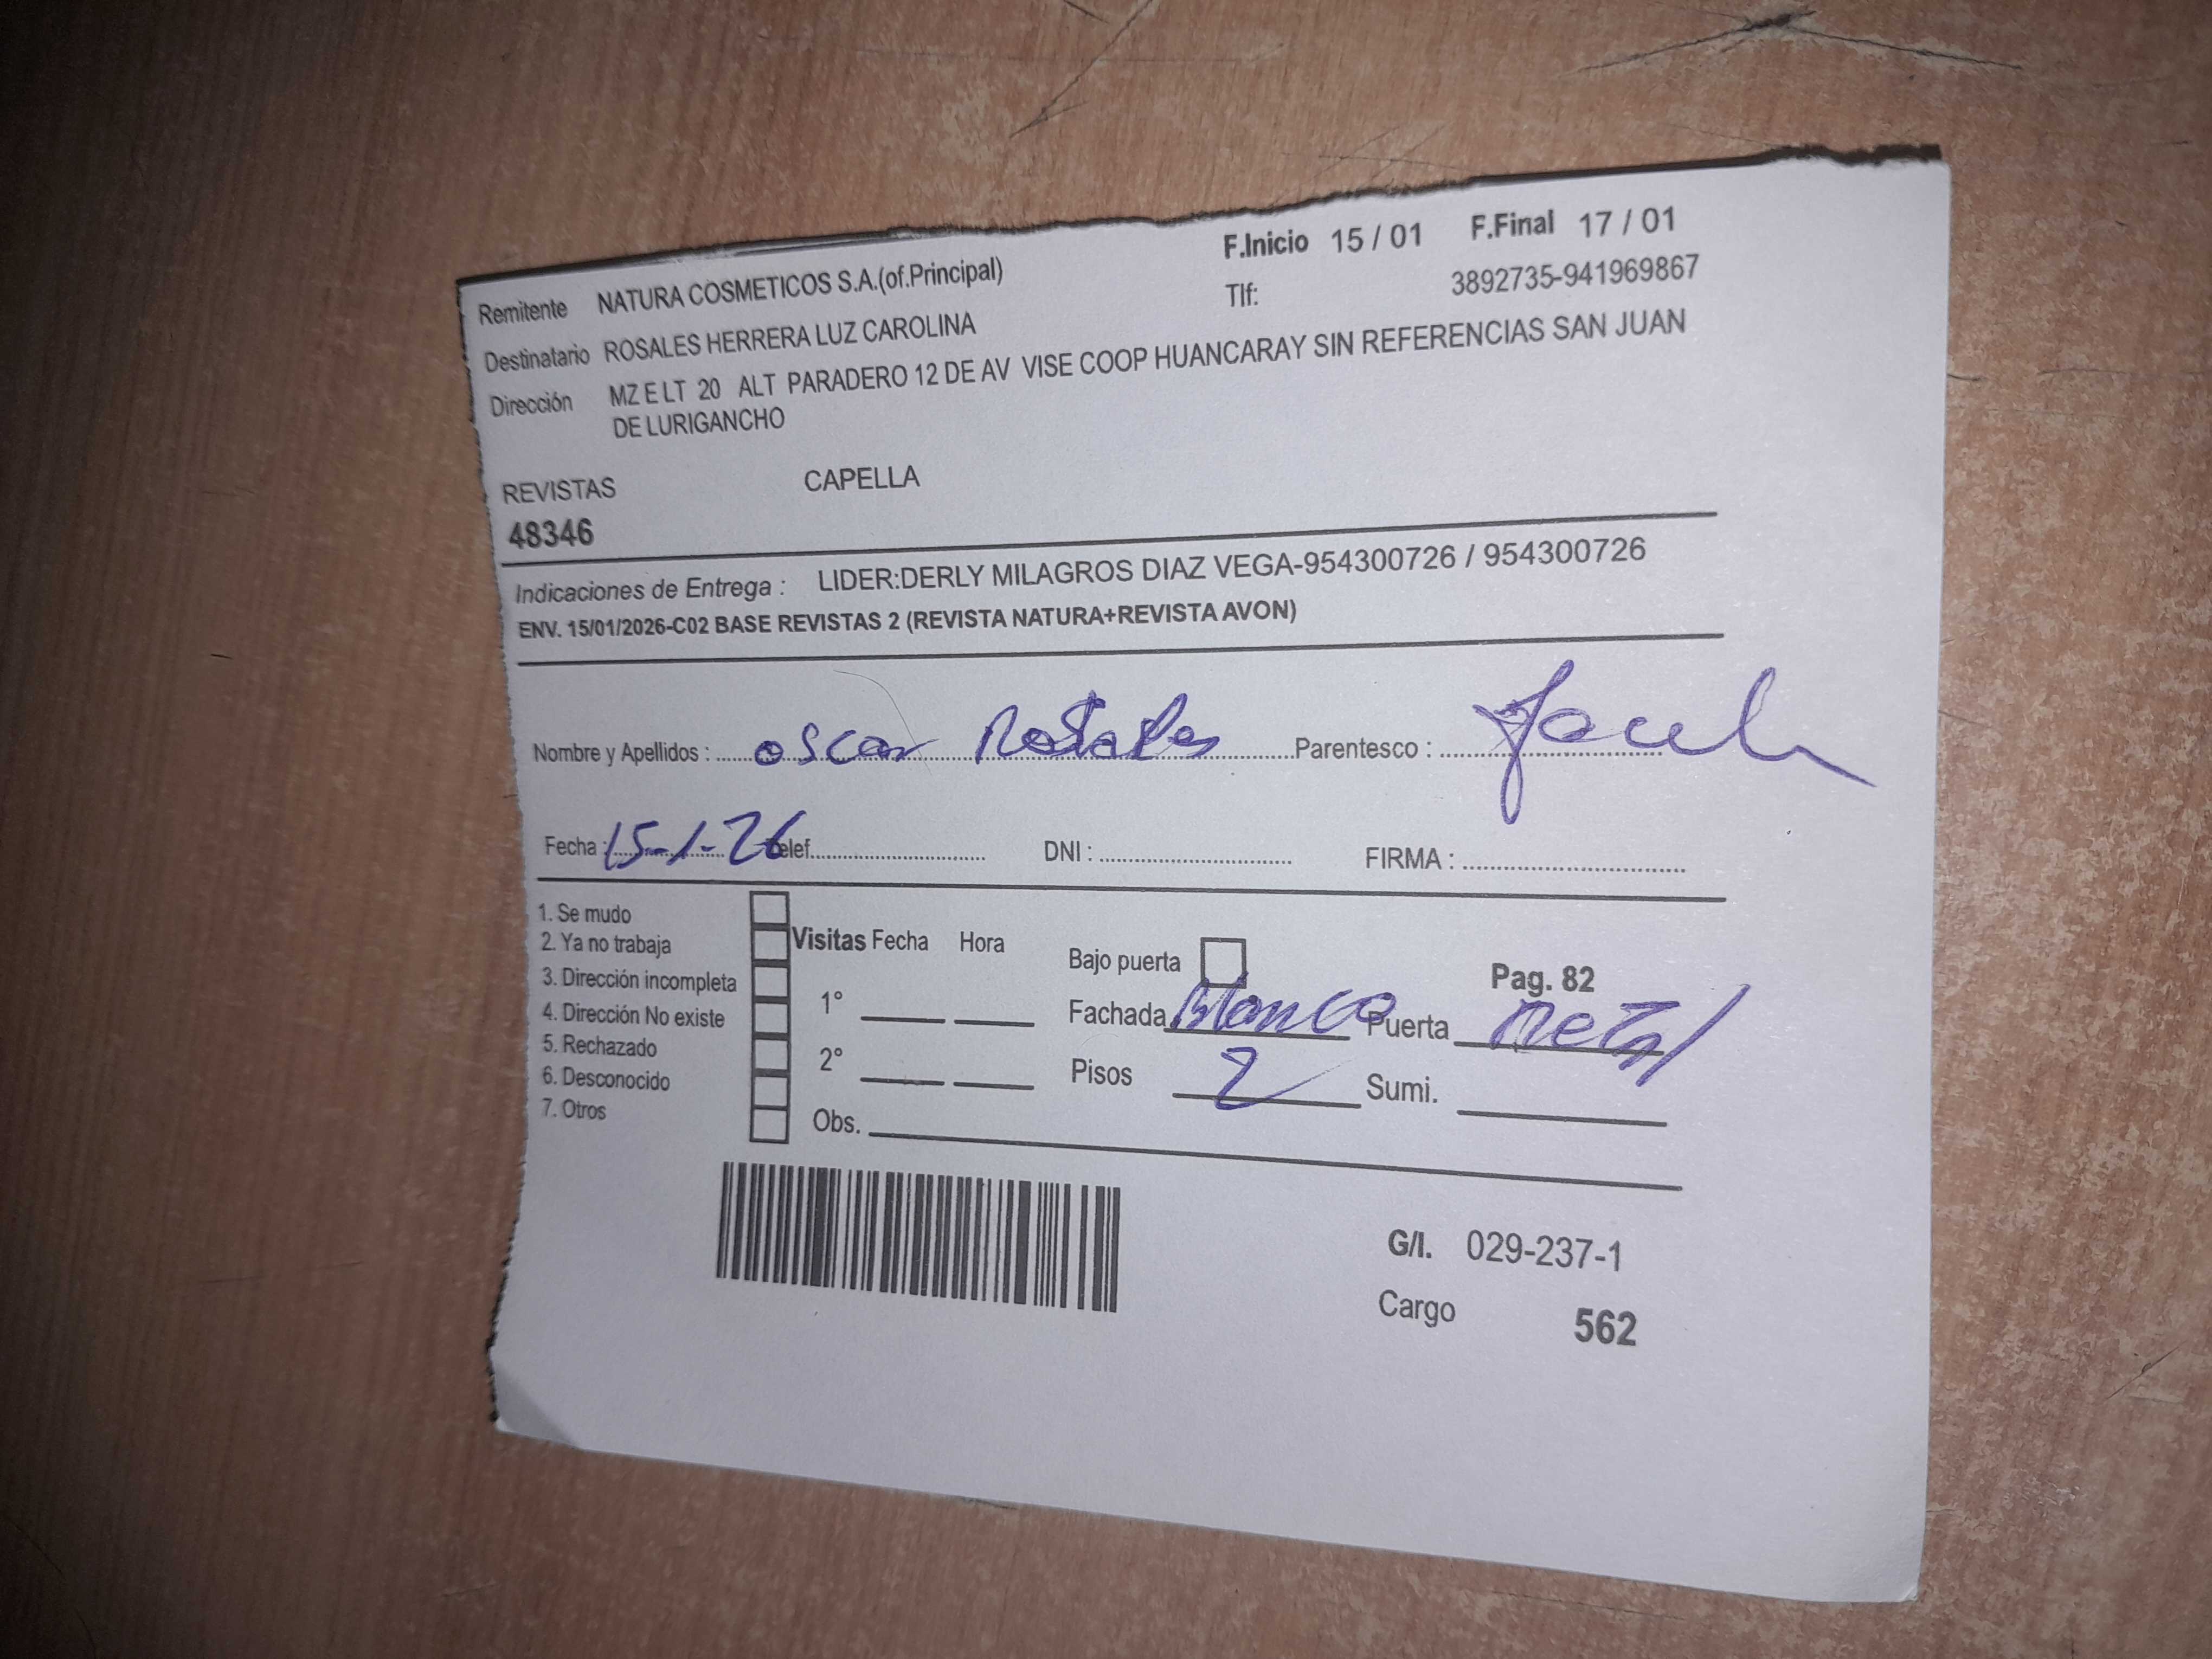 F.Inicio 15 / 01 F.Final 17 / 01
Remitente NATURA COSMETICOS S.A.(of.Principal) Tlf: 3892735-941969867
Destinatario ROSALES HERRERA LUZ CAROLINA
Dirección MZ E LT 20 ALT PARADERO 12 DE AV VISE COOP HUANCARAY SIN REFERENCIAS SAN JUAN
DE LURIGANCHO
REVISTAS CAPELLA
48346
Indicaciones de Entrega : LIDER:DERLY MILAGROS DIAZ VEGA-954300726 / 954300726
ENV. 15/01/2026-C02 BASE REVISTAS 2 (REVISTA NATURA+REVISTA AVON)
Nombre y Apellidos : oscar Rosales Parentesco :
Fecha : 15-1-26 Telef. DNI : FIRMA :
1. Se mudo
2. Ya no trabaja
3. Dirección incompleta
4. Dirección No existe
5. Rechazado
6. Desconocido
7. Otros
Visitas Fecha Hora
1°
2°
Obs.
Bajo puerta Pag. 82
Fachada Blanco Puerta Metal
Pisos 2 Sumi.
G/I. 029-237-1
Cargo 562